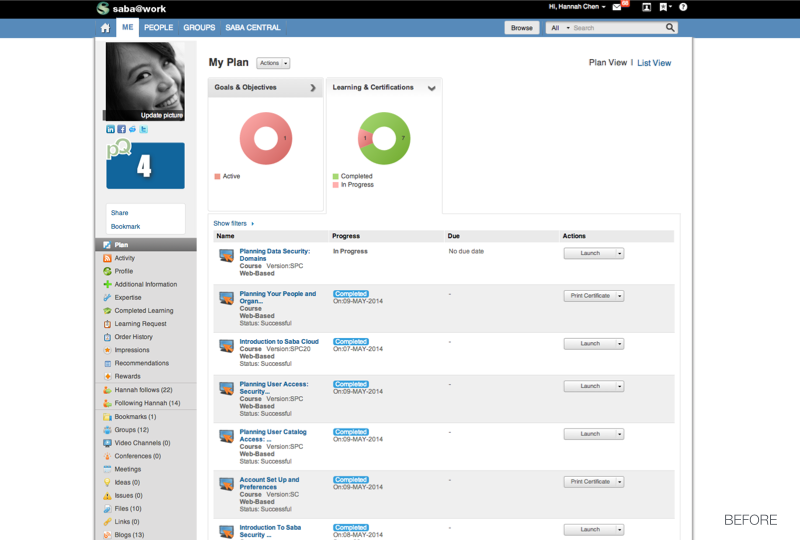 saba@work
Hi, Hannah Chen
ME PEOPLE GROUPS SABA CENTRAL
Browse All Search
Update picture
pQ
4
Share
Bookmark
Plan
Activity
Profile
Additional Information
Expertise
Completed Learning
Learning Request
Order History
Impressions
Recommendations
Rewards
Hannah follows (22)
Following Hannah (14)
Bookmarks (1)
Groups (12)
Video Channels (0)
Conferences (0)
Meetings
Ideas (0)
Issues (0)
Files (10)
Links (0)
Blogs (13)
My Plan Actions
Plan View | List View
Goals & Objectives
1
Active
Learning & Certifications
1 7
Completed
In Progress
Show filters
Name Progress Due Actions
Planning Data Security: In Progress No due date Launch
Domains
Course Version:SPC
Web-Based
Planning Your People and Completed - Print Certificate
Organ... On:09-MAY-2014
Course
Web-Based
Status: Successful
Introduction to Saba Cloud Completed - Launch
Course Version:SPC20 On:07-MAY-2014
Web-Based
Status: Successful
Planning User Access: Completed - Launch
Security... On:09-MAY-2014
Course Version:SPC
Web-Based
Status: Successful
Planning User Catalog Completed - Launch
Access: ... On:09-MAY-2014
Course Version:SPC
Web-Based
Status: Successful
Account Set Up and Completed - Print Certificate
Preferences On:09-MAY-2014
Course Version:SC
Web-Based
Status: Successful
Introduction To Saba Completed - Launch
Security ... On:08-MAY-2014
BEFORE